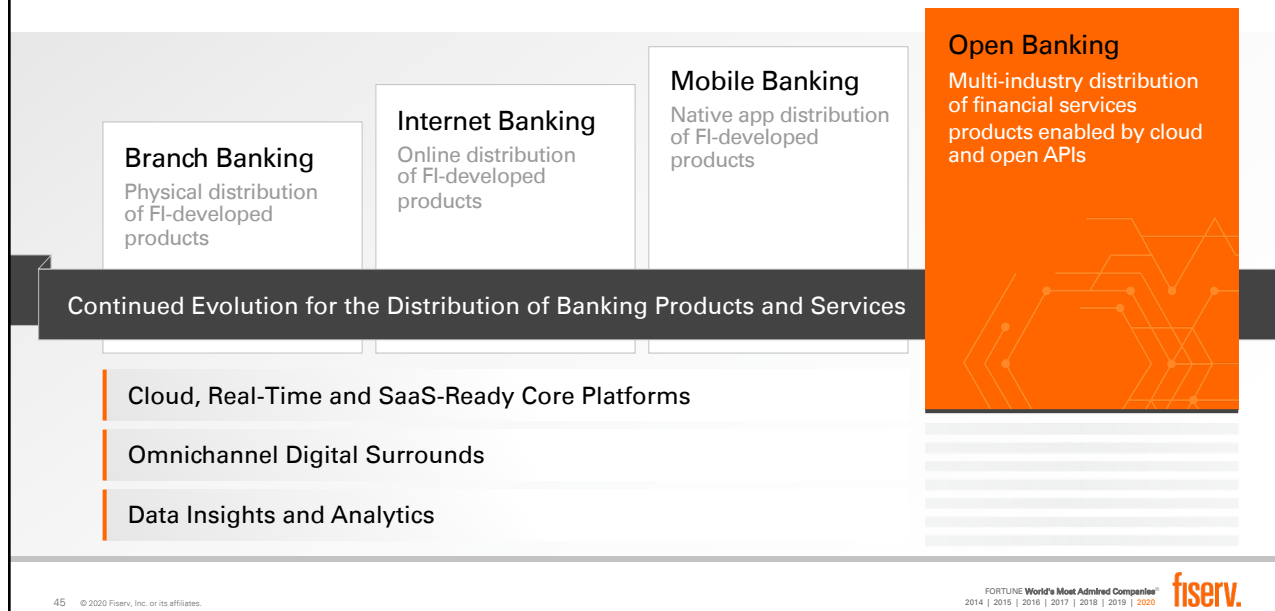 Branch Banking
Physical distribution
of FI-developed
products
Internet Banking
Online distribution
of FI-developed
products
Mobile Banking
Native app distribution
of FI-developed
products
Open Banking
Multi-industry distribution
of financial services
products enabled by cloud
and open APIs
Continued Evolution for the Distribution of Banking Products and Services
Cloud, Real-Time and SaaS-Ready Core Platforms
Omnichannel Digital Surrounds
Data Insights and Analytics
45 © 2020 Fiserv, Inc. or its affiliates.
FORTUNE World's Most Admired Companies®
2014 | 2015 | 2016 | 2017 | 2018 | 2019 | 2020
fiserv.